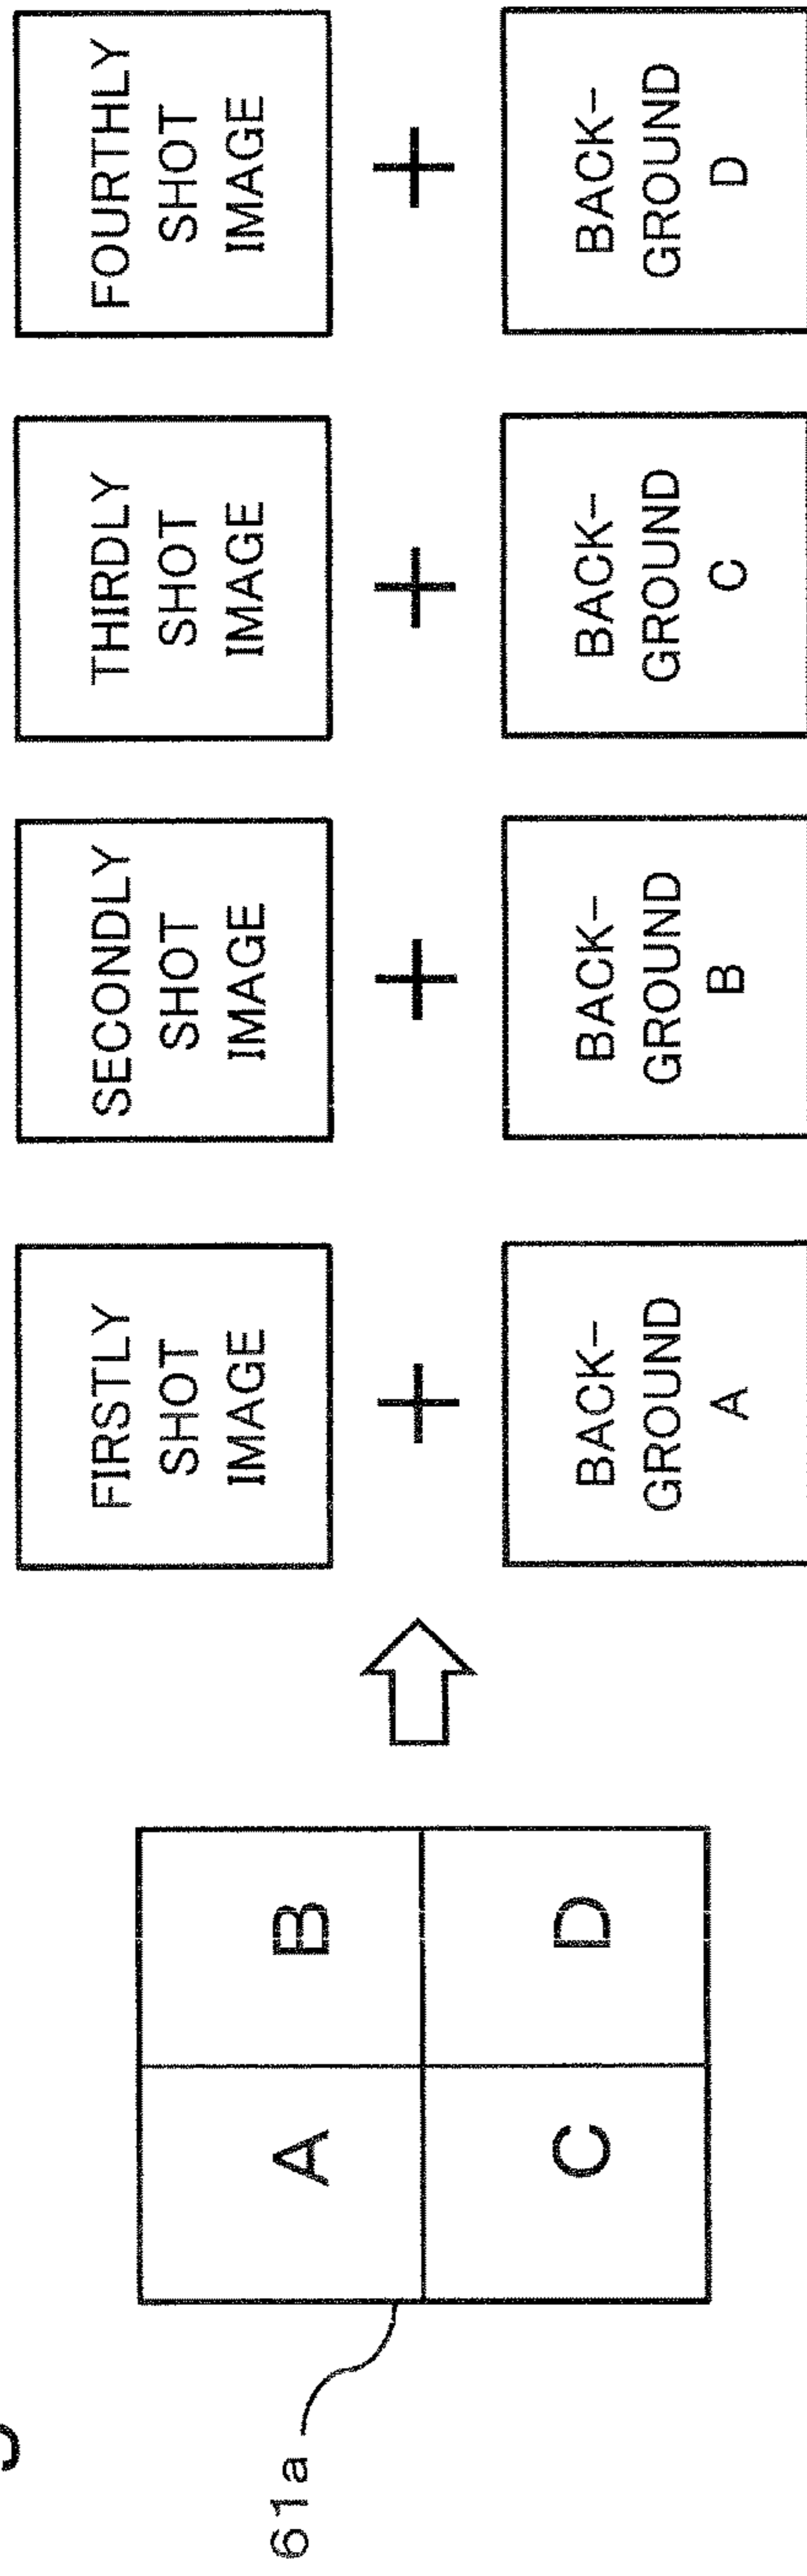 61a
A
B
C
D
FIRSTLY
SHOT
IMAGE
SECONDLY
SHOT
IMAGE
THIRDLY
SHOT
IMAGE
FOURTHLY
SHOT
IMAGE
+
+
+
+
BACK-
GROUND
A
BACK-
GROUND
B
BACK-
GROUND
C
BACK-
GROUND
D